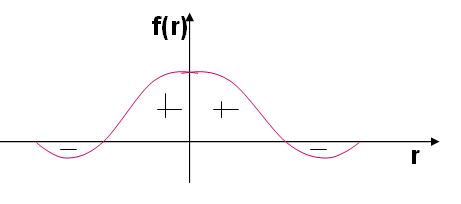 f(r)
+ +
− −
r